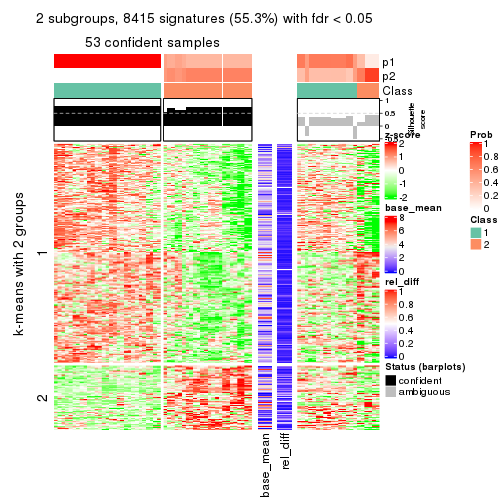 2 subgroups, 8415 signatures (55.3%) with fdr < 0.05
53 confident samples
p1
p2
Class
1
0.5
0
Silhouette
score
k-means with 2 groups
1
2
base_mean
rel_diff
z-score
2
1
0
-1
-2
base_mean
8
6
4
2
0
rel_diff
1
0.8
0.6
0.4
0.2
0
Status (barplots)
confident
ambiguous
Prob
1
0.8
0.6
0.4
0.2
0
Class
1
2